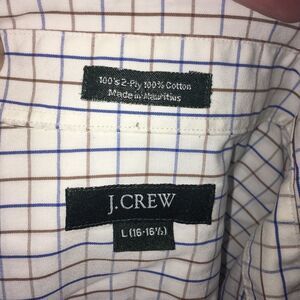 100's 2-Ply 100% Cotton
Made in Mauritius
J.CREW
L (16-16½)